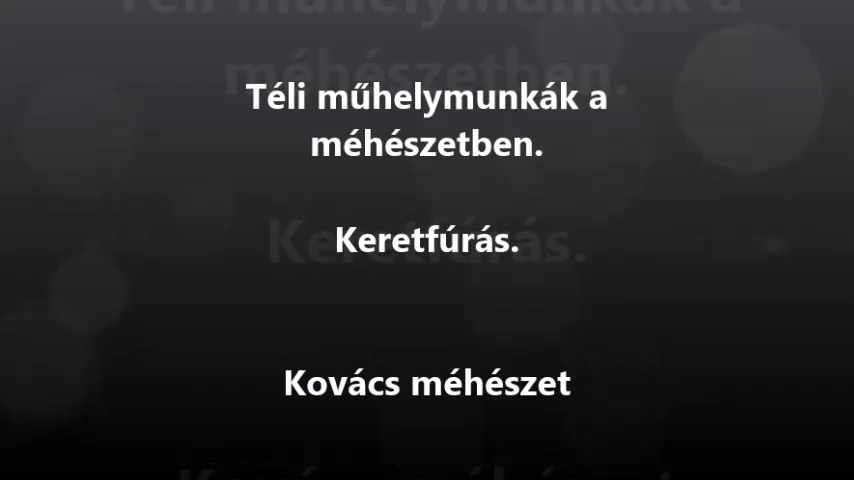 Téli műhelymunkák a
méhészetben.
Keretfúrás.
Kovács méhészet